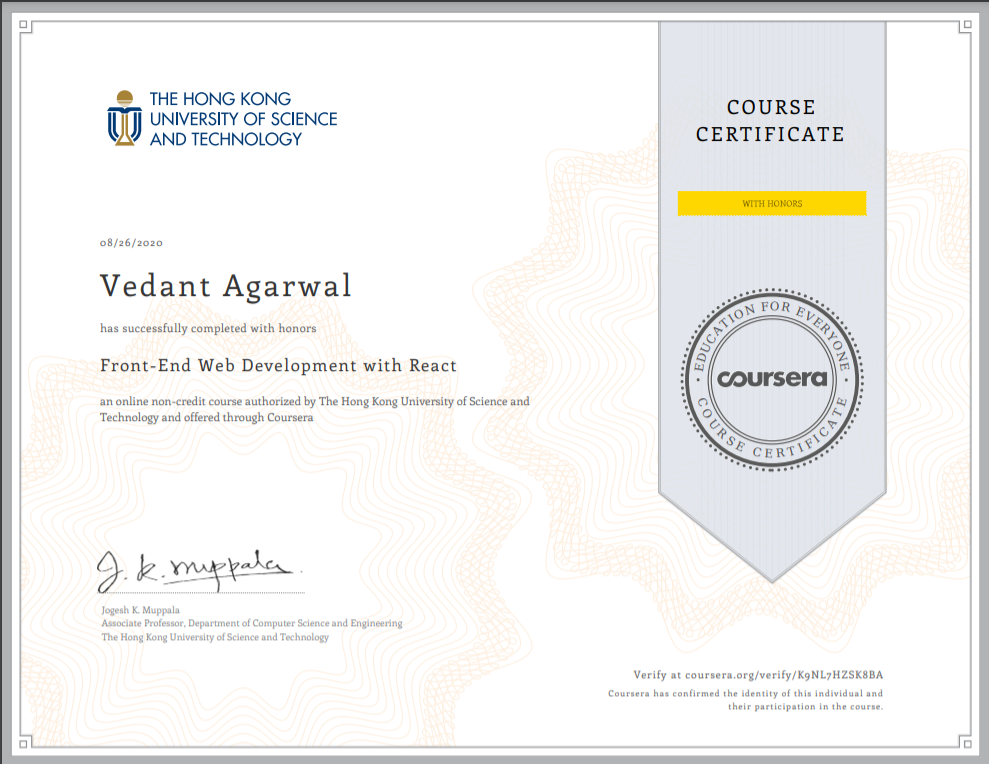 THE HONG KONG
UNIVERSITY OF SCIENCE
AND TECHNOLOGY
COURSE
CERTIFICATE
WITH HONORS
08/26/2020
Vedant Agarwal
has successfully completed with honors
Front-End Web Development with React
an online non-credit course authorized by The Hong Kong University of Science and
Technology and offered through Coursera
EDUCATION FOR EVERYONE
coursera
COURSE CERTIFICATE
J. K. Muppala
Jogesh K. Muppala
Associate Professor, Department of Computer Science and Engineering
The Hong Kong University of Science and Technology
Verify at coursera.org/verify/K9NL7HZSK8BA
Coursera has confirmed the identity of this individual and
their participation in the course.